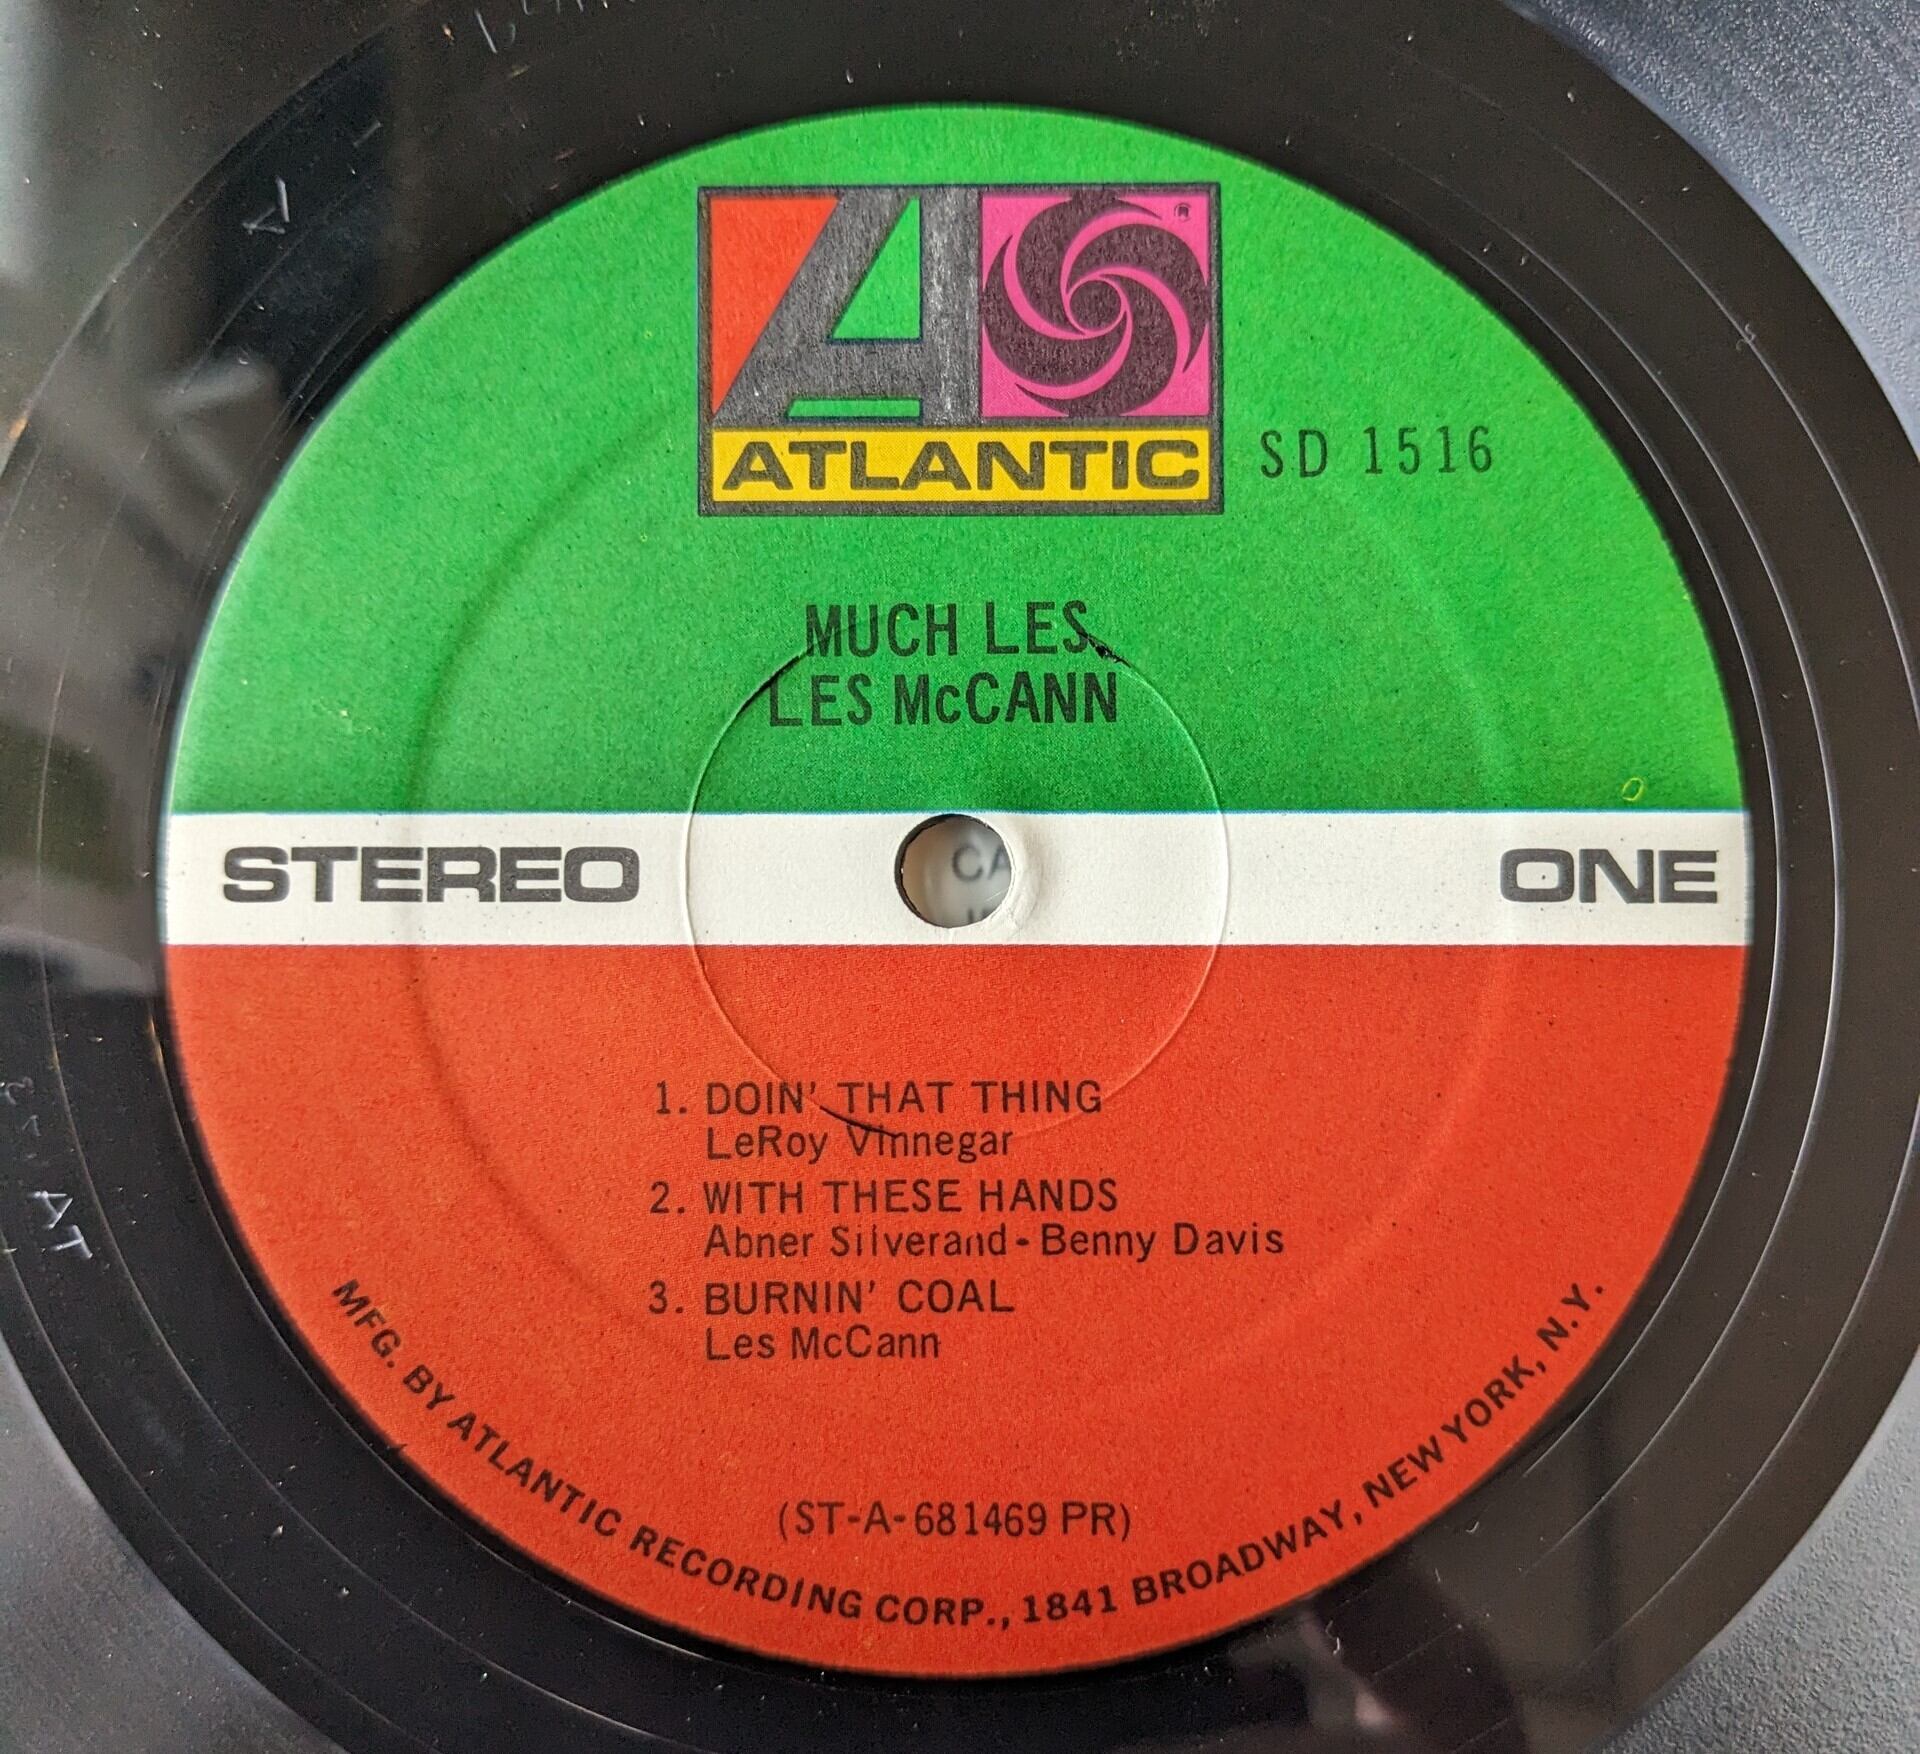 ATLANTIC
®
SD 1516
MUCH LES
LES McCANN
STEREO
CA
ONE
1. DOIN' THAT THING
LeRoy Vinnegar
2. WITH THESE HANDS
Abner Silverand - Benny Davis
3. BURNIN' COAL
Les McCann
(ST-A-681469 PR)
MFG. BY ATLANTIC RECORDING CORP., 1841 BROADWAY, NEW YORK, N.Y.
AT